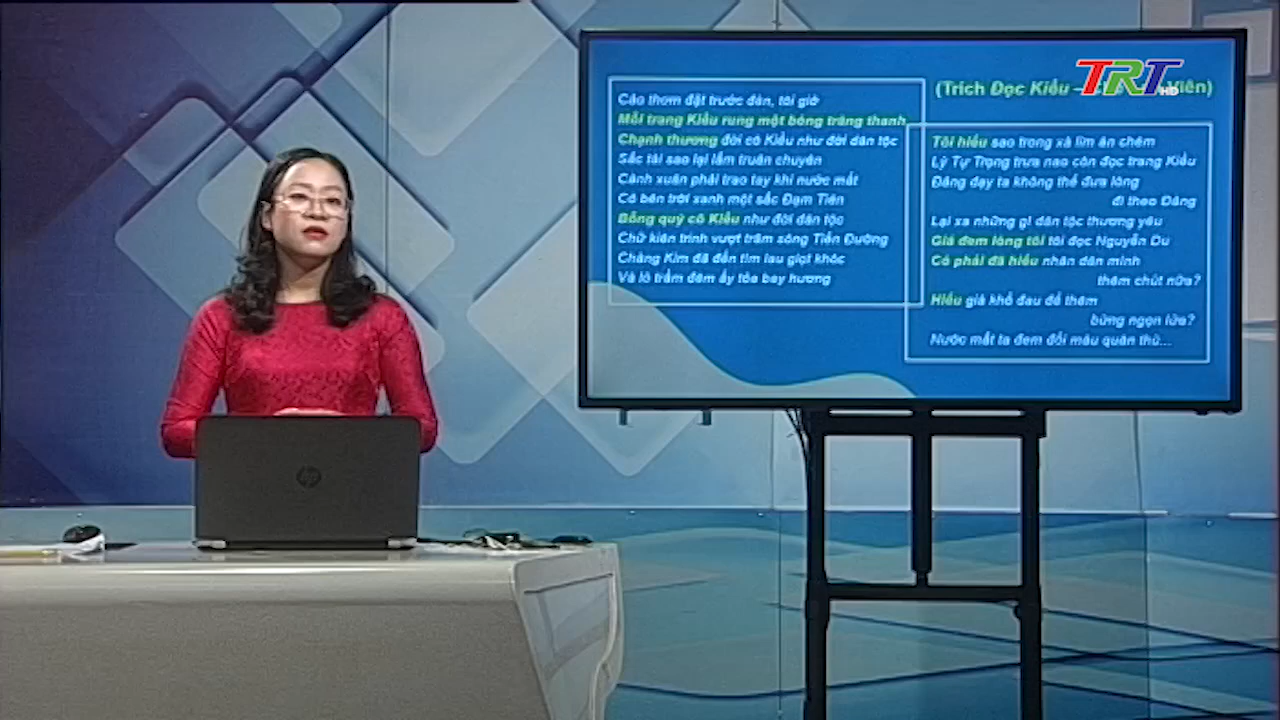 TRT HD
(Trích Đọc Kiều – Viên)
Cảo thơm đặt trước đèn, tôi giở
Mỗi trang Kiều rung một bóng trăng thanh
Chạnh thương đời cô Kiều như đời dân tộc
Sắc tài sao lại lắm truân chuyên
Cành xuân phải trao tay khi nước mất
Cỏ bên trời xanh một sắc Đạm Tiên
Bỗng quý cô Kiều như đời dân tộc
Chữ kiên trinh vượt trăm sóng Tiền Đường
Chàng Kim đã đến tìm lau giọt khóc
Và lò trầm đêm ấy tỏa bay hương
Tôi hiểu sao trong xà lim án chém
Lý Tự Trọng trưa nao còn đọc trang Kiều
Đảng dạy ta không thể đưa lòng
đi theo Đảng
Lại xa những gì dân tộc thương yêu
Giá đem lòng tôi tôi đọc Nguyễn Du
Có phải đã hiểu nhân dân mình
thêm chút nữa?
Hiểu giá khổ đau để thêm
bừng ngọn lửa?
Nước mắt ta đem đổi máu quân thù...
hp